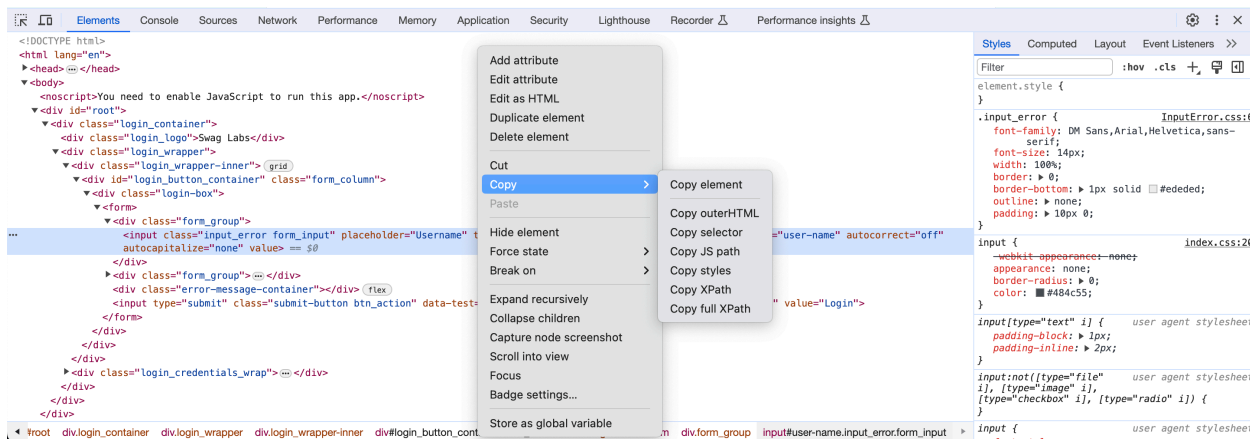 Elements Console Sources Network Performance Memory Application Security Lighthouse Recorder Performance insights
<!DOCTYPE html>
<html lang="en">
<head> ••• </head>
<body>
<noscript>You need to enable JavaScript to run this app.</noscript>
<div id="root">
<div class="login_container">
<div class="login_logo">Swag Labs</div>
<div class="login_wrapper">
<div class="login_wrapper-inner"> grid
<div id="login_button_container" class="form_column">
<div class="login-box">
<form>
<div class="form_group">
<input class="input_error form_input" placeholder="Username" t
="user-name" autocorrect="off"
autocapitalize="none" value> == $0
</div>
<div class="form_group"> ••• </div>
<div class="error-message-container"></div> flex
<input type="submit" class="submit-button btn_action" data-test=
" value="Login">
</form>
</div>
</div>
<div class="login_credentials_wrap"> ••• </div>
</div>
</div>
</div>
Add attribute
Edit attribute
Edit as HTML
Duplicate element
Delete element
Cut
Copy
Paste
Hide element
Force state
Break on
Expand recursively
Collapse children
Capture node screenshot
Scroll into view
Focus
Badge settings...
Store as global variable
Copy element
Copy outerHTML
Copy selector
Copy JS path
Copy styles
Copy XPath
Copy full XPath
Styles Computed Layout Event Listeners
Filter :hov .cls
element.style {
}
.input_error { InputError.css:6
font-family: DM Sans,Arial,Helvetica,sans-
serif;
font-size: 14px;
width: 100%;
border: 0;
border-bottom: 1px solid #ededed;
outline: none;
padding: 10px 0;
}
input { index.css:20
-webkit-appearance: none;
appearance: none;
border-radius: 0;
color: #484c55;
}
input[type="text" i] { user agent stylesheet
padding-block: 1px;
padding-inline: 2px;
}
input:not([type="file" user agent stylesheet
i], [type="image" i],
[type="checkbox" i], [type="radio" i]) {
}
input { user agent stylesheet
#root div.login_container div.login_wrapper div.login_wrapper-inner div#login_button_cont m div.form_group input#user-name.input_error.form_input